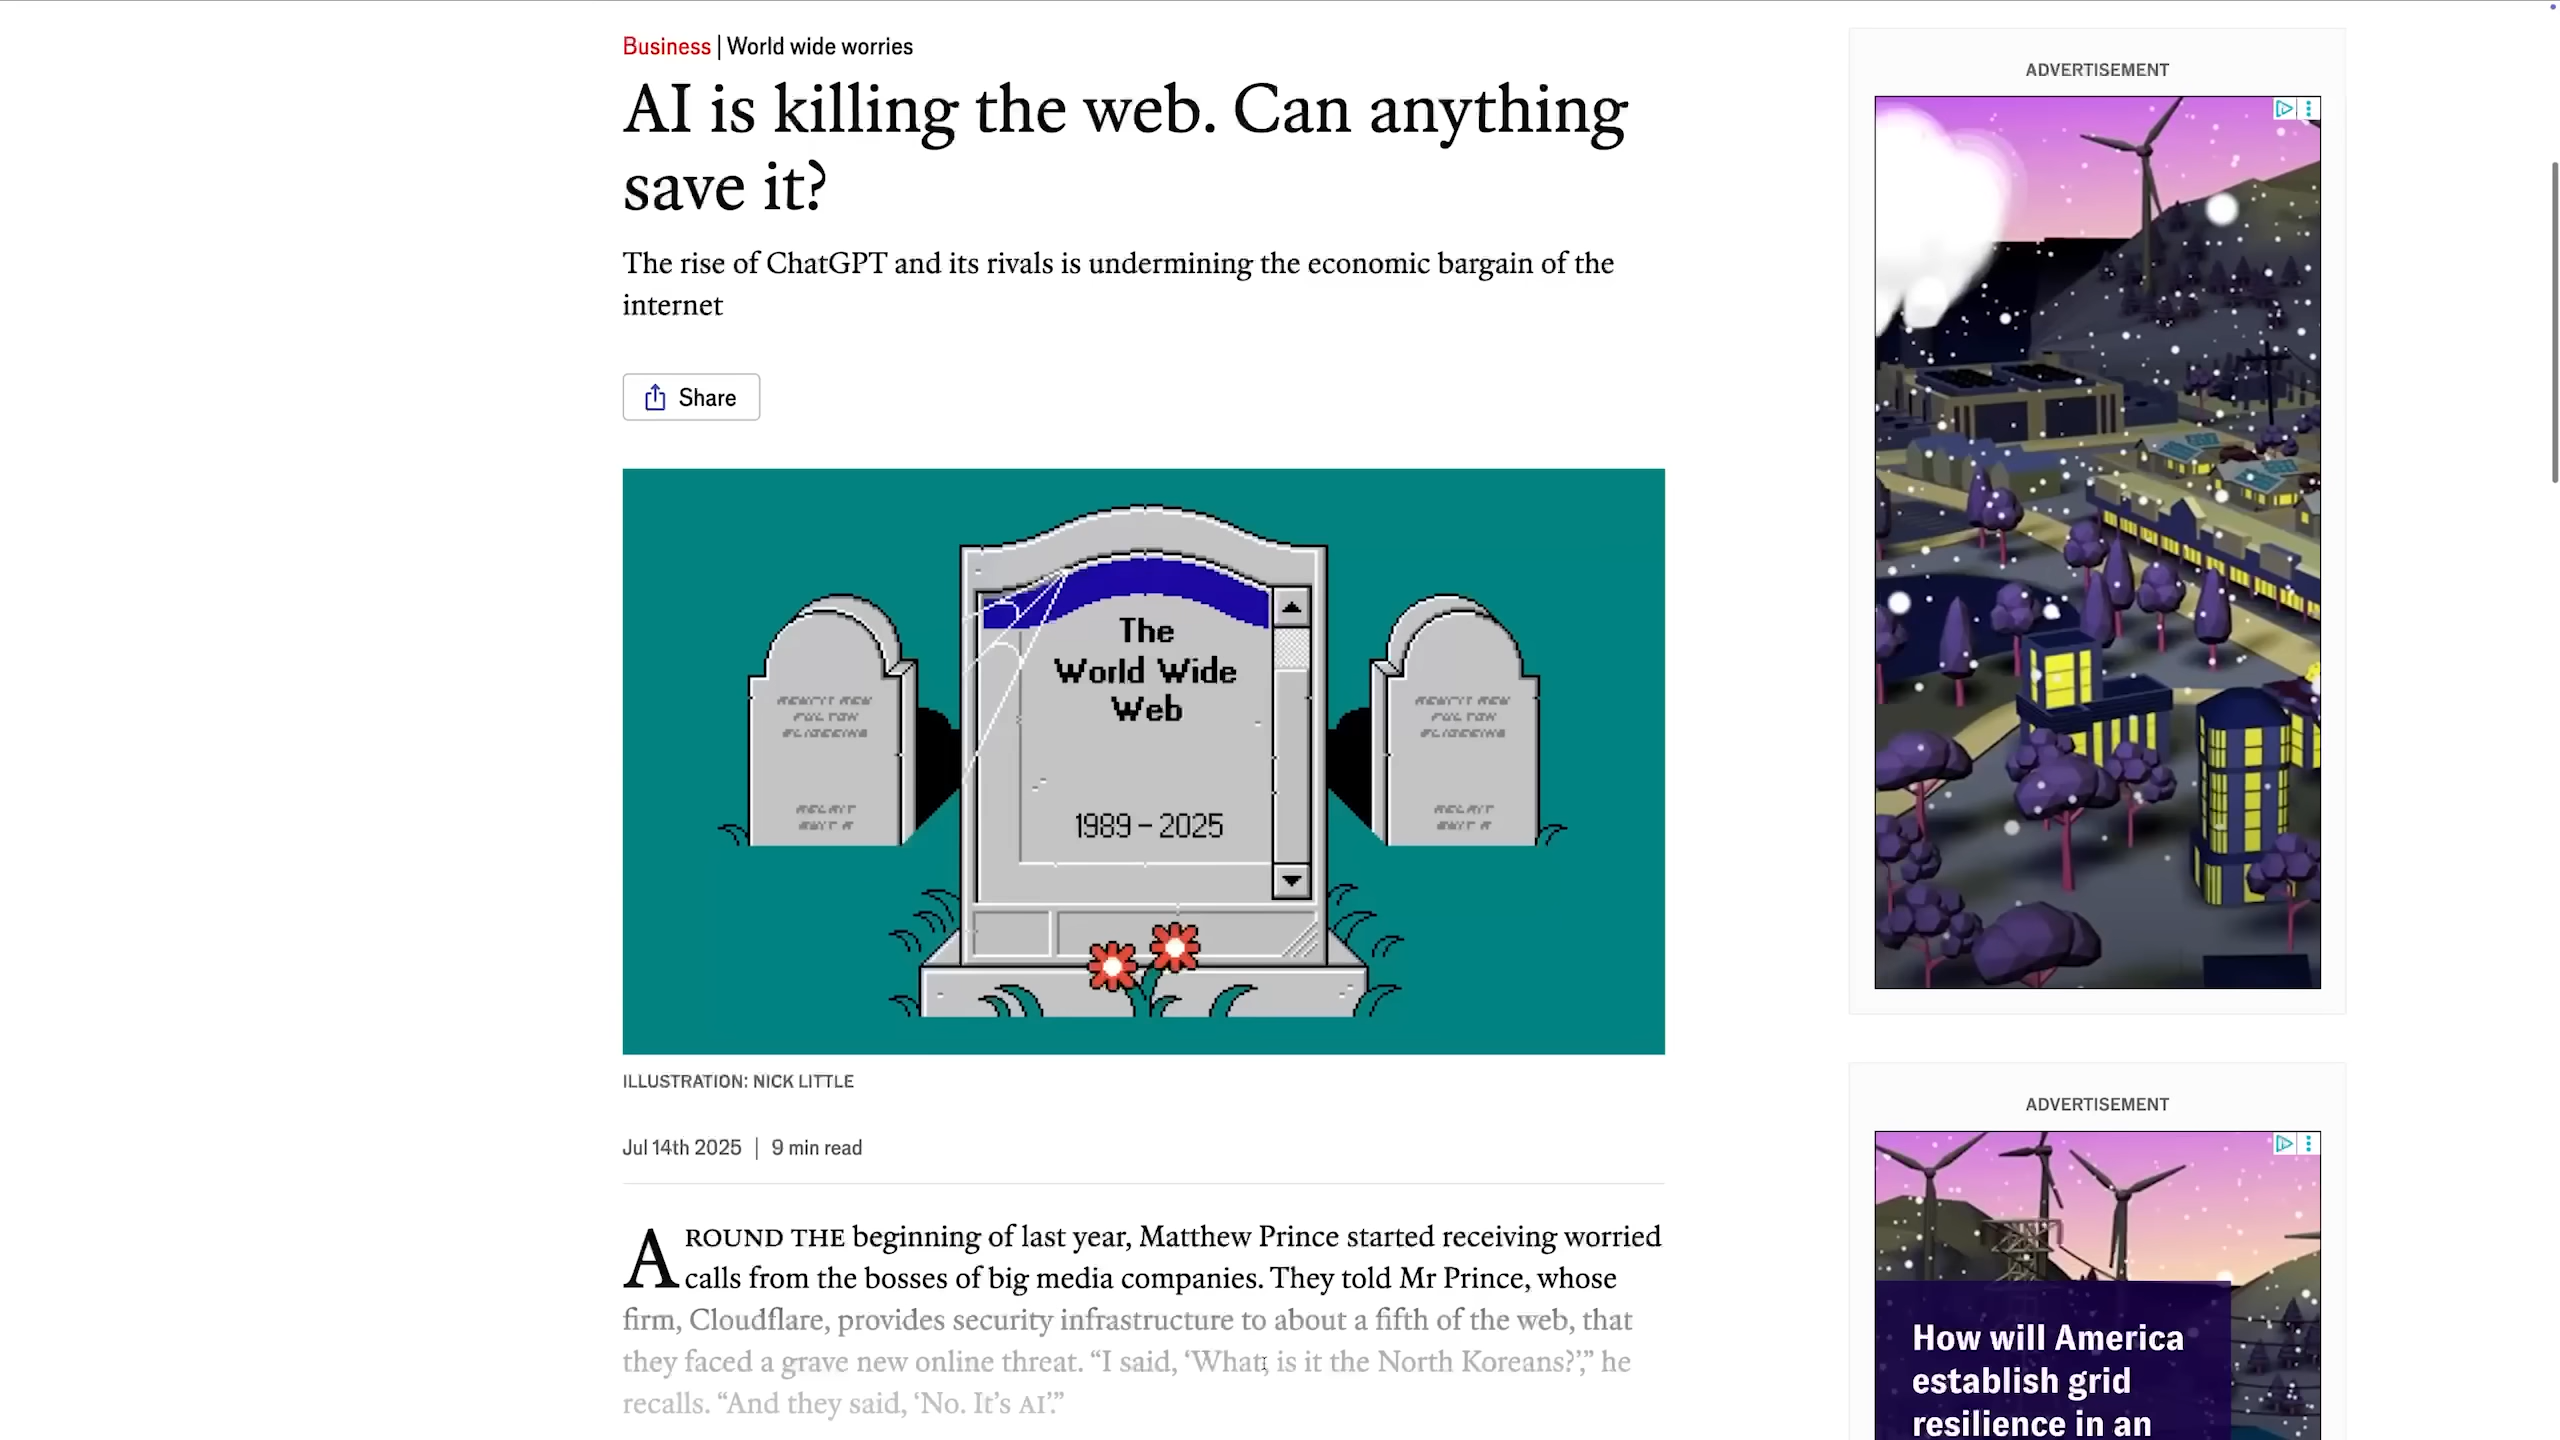 Business | World wide worries
AI is killing the web. Can anything
save it?
The rise of ChatGPT and its rivals is undermining the economic bargain of the
internet
Share
The
World Wide
Web
1989 – 2025
ILLUSTRATION: NICK LITTLE
Jul 14th 2025 | 9 min read
AROUND THE beginning of last year, Matthew Prince started receiving worried
calls from the bosses of big media companies. They told Mr Prince, whose
firm, Cloudflare, provides security infrastructure to about a fifth of the web, that
they faced a grave new online threat. “I said, ‘What, is it the North Koreans?’,” he
recalls. “And they said, ‘No. It’s AI’.”
ADVERTISEMENT
ADVERTISEMENT
How will America
establish grid
resilience in an